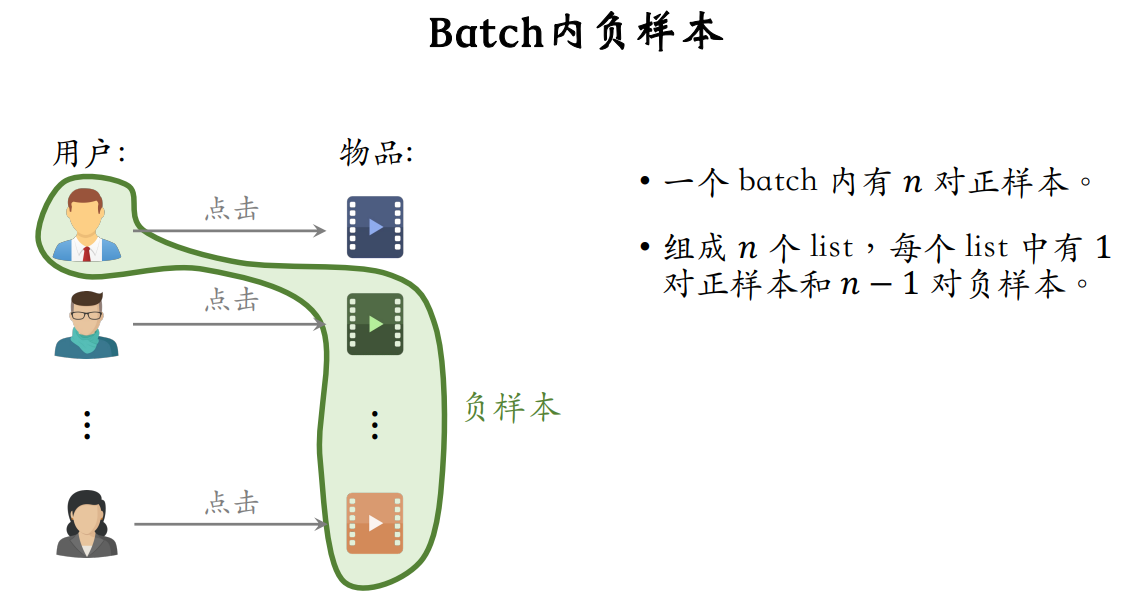 Batch内负样本
用户:
物品:
点击
点击
⋮
⋮
负样本
点击
• 一个 batch 内有 n 对正样本。
• 组成 n 个 list，每个 list 中有 1
对正样本和 n − 1 对负样本。